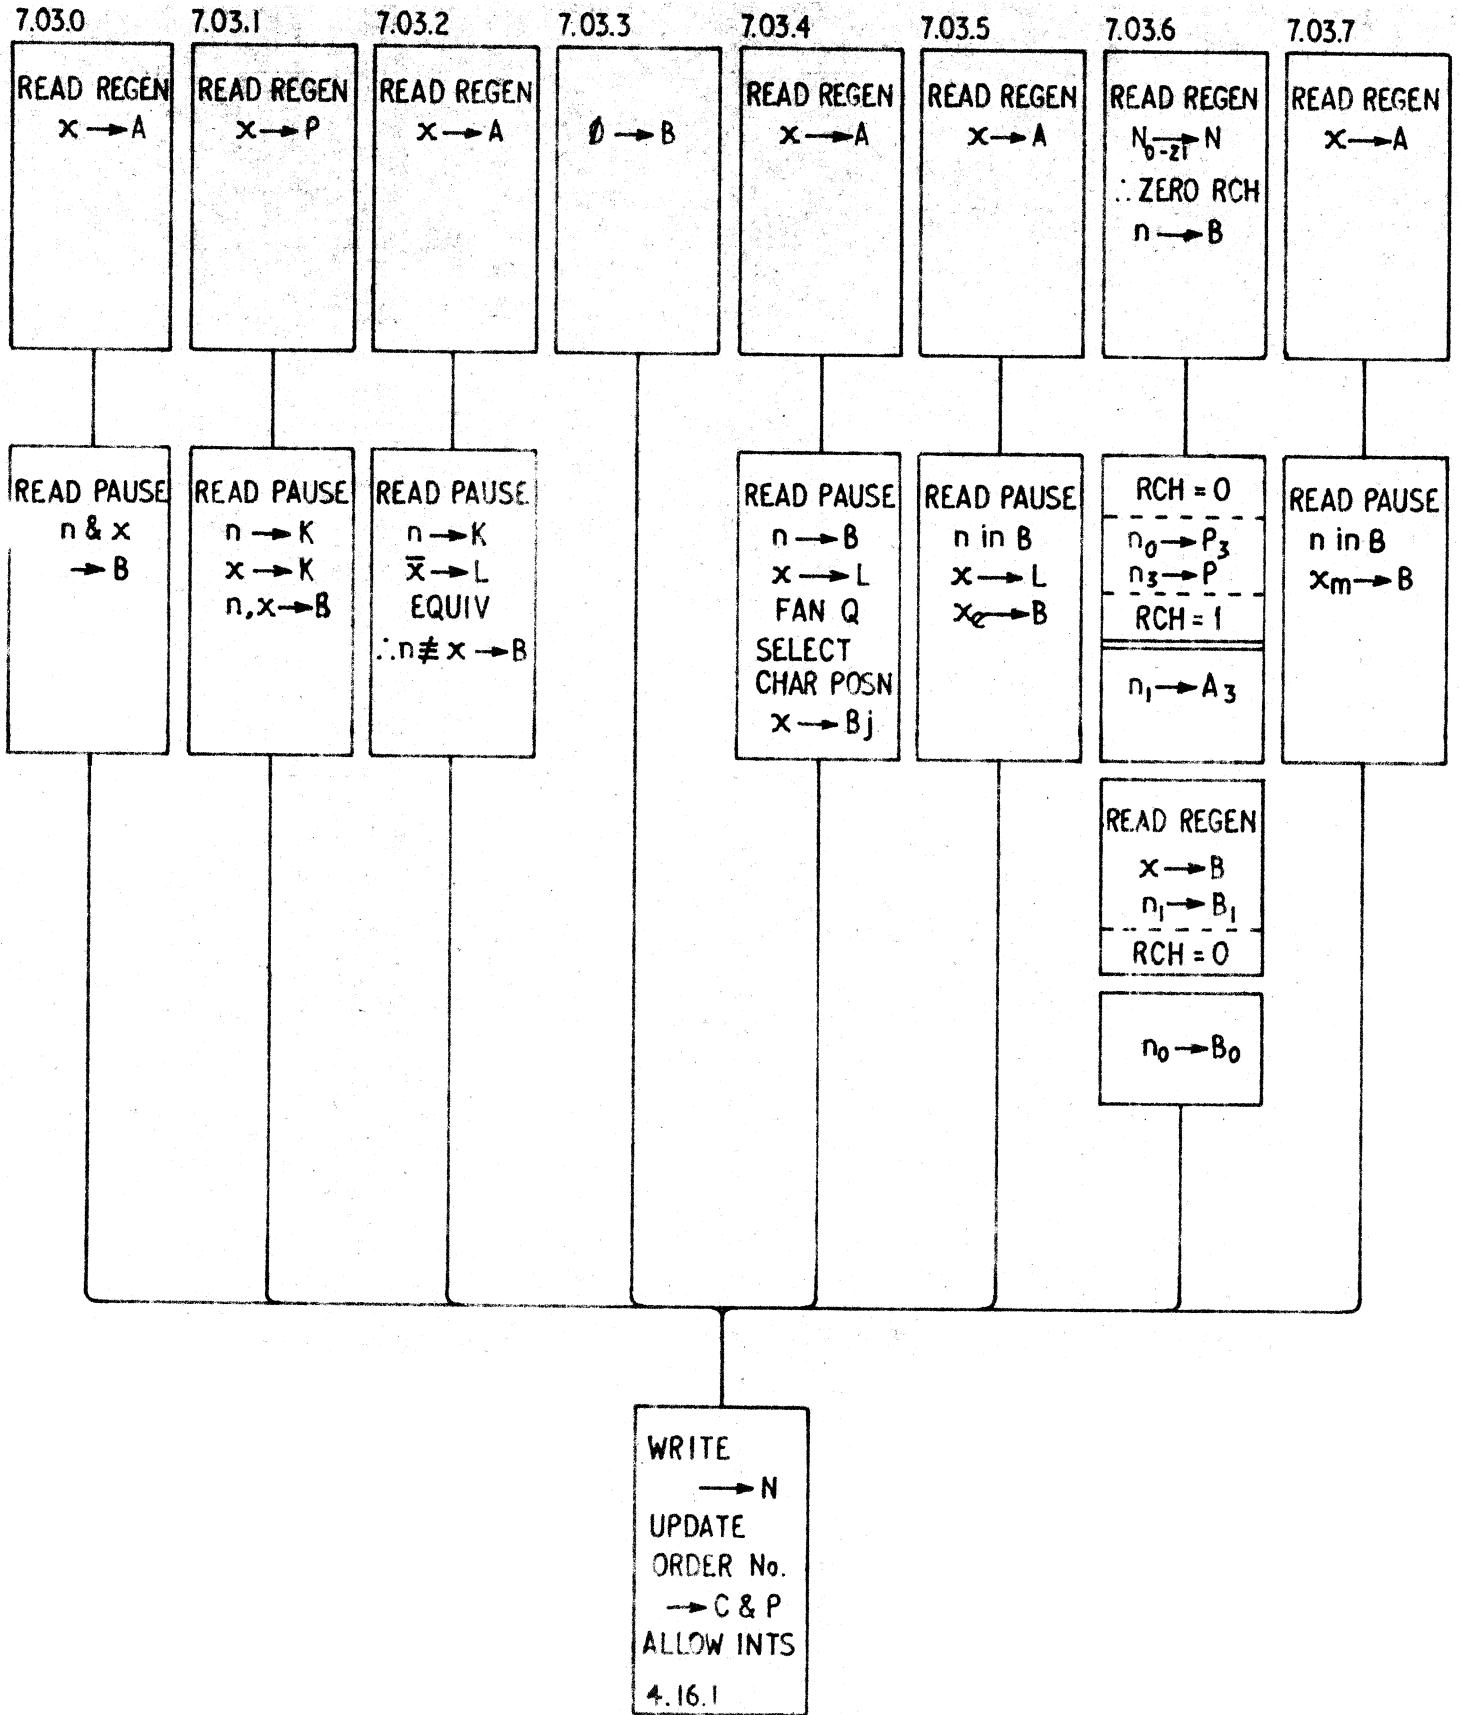 7.03.0
READ REGEN
x → A
READ PAUSE
n & x
→ B
7.03.1
READ REGEN
x → P
READ PAUSE
n → K
x → K
n, x → B
7.03.2
READ REGEN
x → A
READ PAUSE
n → K
x̅ → L
EQUIV
∴ n ≢ x → B
7.03.3
∅ → B
7.03.4
READ REGEN
x → A
READ PAUSE
n → B
x → L
FAN Q
SELECT
CHAR POSN
x → Bj
7.03.5
READ REGEN
x → A
READ PAUSE
n in B
x → L
xe → B
7.03.6
READ REGEN
N0-21 → N
∴ ZERO RCH
n → B
RCH = 0
n0 → P3
n3 → P
RCH = 1
n1 → A3
READ REGEN
x → B
n1 → B1
RCH = 0
n0 → B0
7.03.7
READ REGEN
x → A
READ PAUSE
n in B
xm → B
WRITE
→ N
UPDATE
ORDER No.
→ C & P
ALLOW INTS
4.16.1